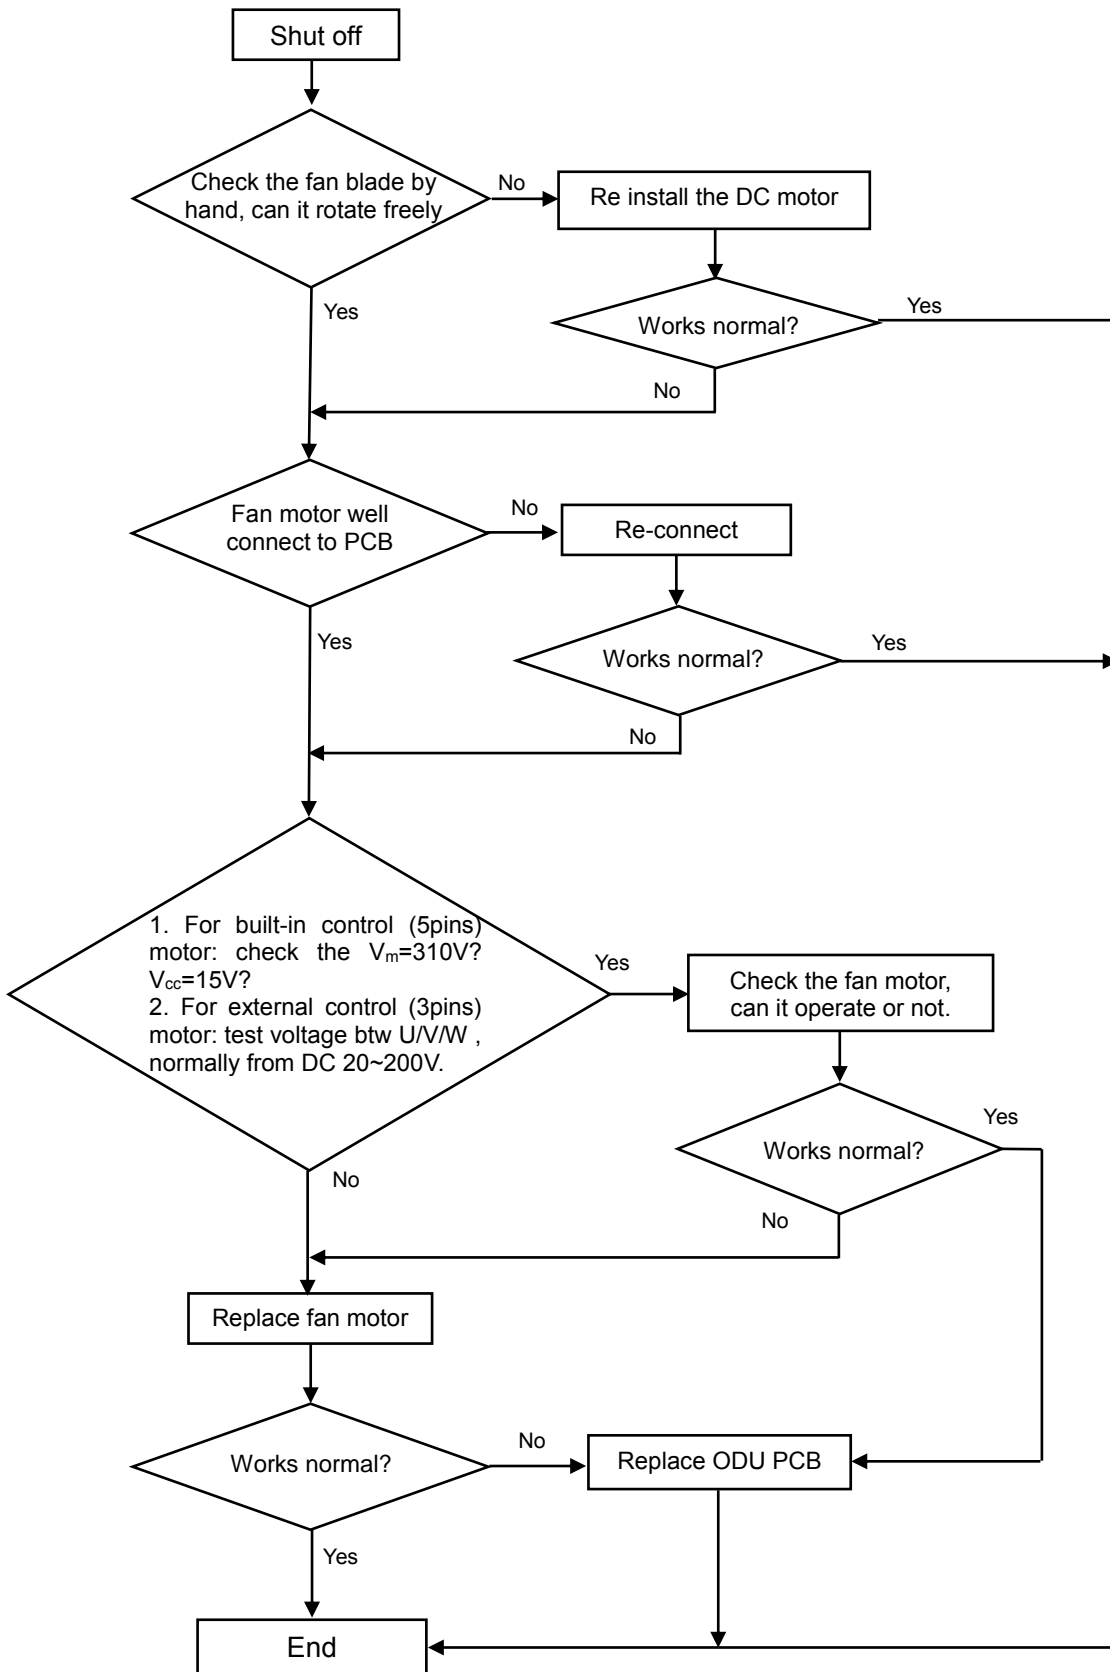 Shut off
Check the fan blade by
hand, can it rotate freely
No
Re install the DC motor
Yes
Works normal?
Yes
No
Fan motor well
connect to PCB
No
Re-connect
Yes
Works normal?
Yes
No
1. For built-in control (5pins)
motor: check the Vm=310V?
Vcc=15V?
2. For external control (3pins)
motor: test voltage btw U/V/W ,
normally from DC 20~200V.
Yes
Check the fan motor,
can it operate or not.
Works normal?
Yes
No
No
Replace fan motor
Works normal?
No
Replace ODU PCB
Yes
End